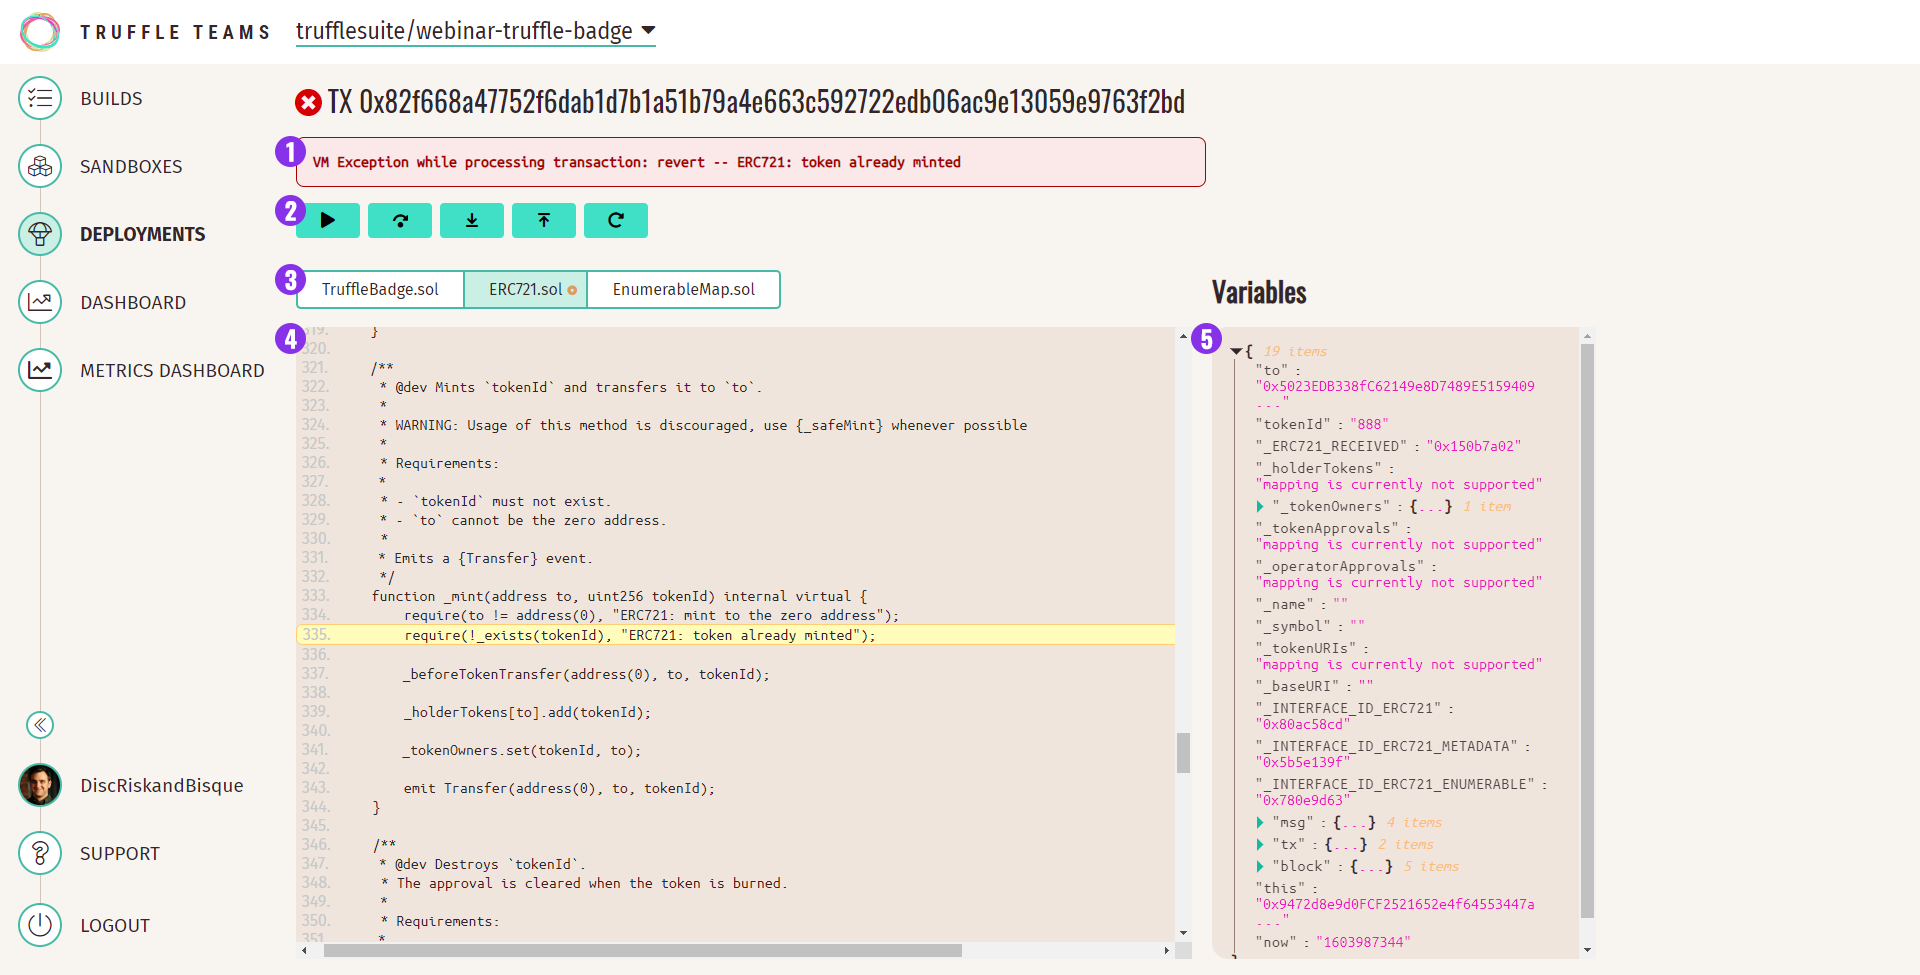 TRUFFLE TEAMS
trufflesuite/webinar-truffle-badge
BUILDS
SANDBOXES
DEPLOYMENTS
DASHBOARD
METRICS DASHBOARD
DiscRiskandBisque
SUPPORT
LOGOUT
TX 0x82f668a47752f6dab1d7b1a51b79a4e663c592722edb06ac9e13059e9763f2bd
1
VM Exception while processing transaction: revert -- ERC721: token already minted
2
3
TruffleBadge.sol
ERC721.sol
EnumerableMap.sol
4
319. }
320.
321. /**
322. * @dev Mints `tokenId` and transfers it to `to`.
323. *
324. * WARNING: Usage of this method is discouraged, use {_safeMint} whenever possible
325. *
326. * Requirements:
327. *
328. * - `tokenId` must not exist.
329. * - `to` cannot be the zero address.
330. *
331. * Emits a {Transfer} event.
332. */
333. function _mint(address to, uint256 tokenId) internal virtual {
334. require(to != address(0), "ERC721: mint to the zero address");
335. require(!_exists(tokenId), "ERC721: token already minted");
336.
337. _beforeTokenTransfer(address(0), to, tokenId);
338.
339. _holderTokens[to].add(tokenId);
340.
341. _tokenOwners.set(tokenId, to);
342.
343. emit Transfer(address(0), to, tokenId);
344. }
345.
346. /**
347. * @dev Destroys `tokenId`.
348. * The approval is cleared when the token is burned.
349. *
350. * Requirements:
351. *
Variables
5
{ 19 items
"to" :
"0x5023EDB338fC62149e8D7489E5159409
..."
"tokenId" : "888"
"_ERC721_RECEIVED" : "0x150b7a02"
"_holderTokens" :
"mapping is currently not supported"
"_tokenOwners" : {...} 1 item
"_tokenApprovals" :
"mapping is currently not supported"
"_operatorApprovals" :
"mapping is currently not supported"
"_name" : ""
"_symbol" : ""
"_tokenURIs" :
"mapping is currently not supported"
"_baseURI" : ""
"_INTERFACE_ID_ERC721" :
"0x80ac58cd"
"_INTERFACE_ID_ERC721_METADATA" :
"0x5b5e139f"
"_INTERFACE_ID_ERC721_ENUMERABLE" :
"0x780e9d63"
"msg" : {...} 4 items
"tx" : {...} 2 items
"block" : {...} 5 items
"this" :
"0x9472d8e9d0FCF2521652e4f64553447a
..."
"now" : "1603987344"
}